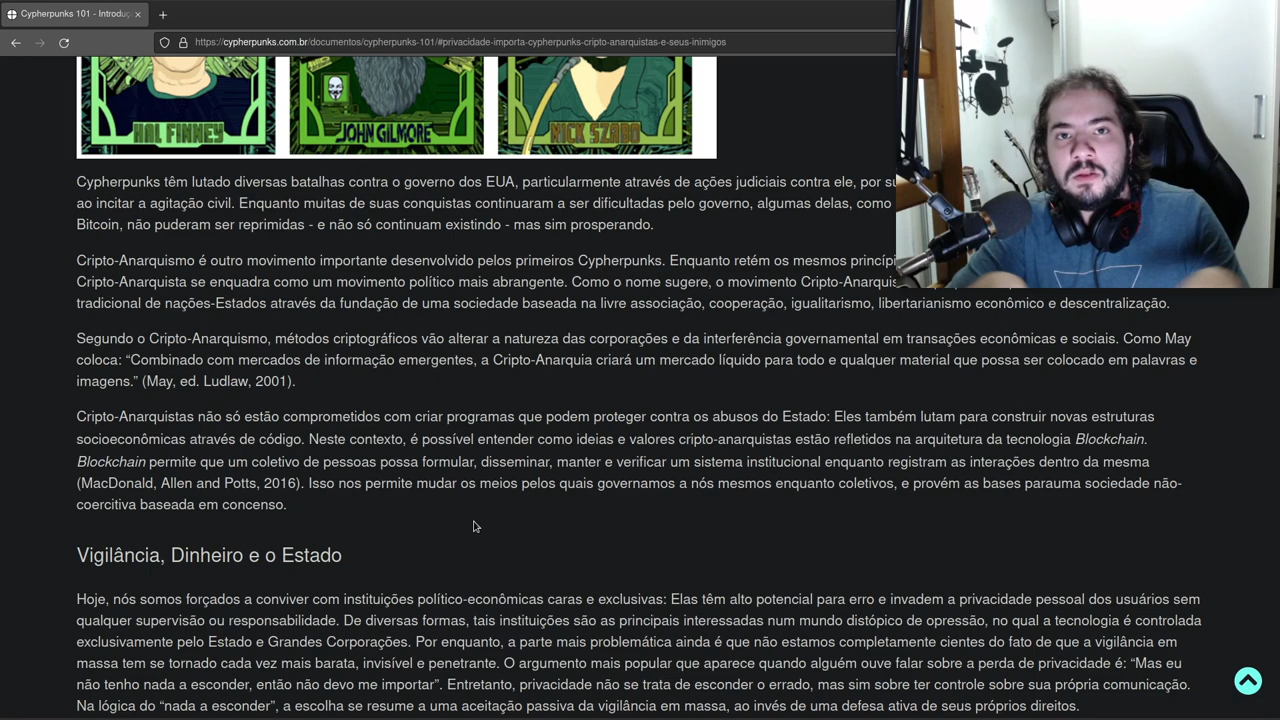 Cypherpunks 101 - Introdu
https://cypherpunks.com.br/documentos/cypherpunks-101/#privacidade-importa-cypherpunks-cripto-anarquistas-e-seus-inimigos
HAL FINNEY
JOHN GILMORE
NICK SZABO
Cypherpunks têm lutado diversas batalhas contra o governo dos EUA, particularmente através de ações judiciais contra ele, por
ao incitar a agitação civil. Enquanto muitas de suas conquistas continuaram a ser dificultadas pelo governo, algumas delas, como
Bitcoin, não puderam ser reprimidas - e não só continuam existindo - mas sim prosperando.
Cripto-Anarquismo é outro movimento importante desenvolvido pelos primeiros Cypherpunks. Enquanto retém os mesmos
Cripto-Anarquista se enquadra como um movimento político mais abrangente. Como o nome sugere, o movimento
tradicional de nações-Estados através da fundação de uma sociedade baseada na livre associação, cooperação, igualitarismo, libertarianismo econômico e descentralização.
Segundo o Cripto-Anarquismo, métodos criptográficos vão alterar a natureza das corporações e da interferência governamental em transações econômicas e sociais. Como May
coloca: “Combinado com mercados de informação emergentes, a Cripto-Anarquia criará um mercado líquido para todo e qualquer material que possa ser colocado em palavras e
imagens.” (May, ed. Ludlaw, 2001).
Cripto-Anarquistas não só estão comprometidos com criar programas que podem proteger contra os abusos do Estado: Eles também lutam para construir novas estruturas
socioeconômicas através de código. Neste contexto, é possível entender como ideias e valores cripto-anarquistas estão refletidos na arquitetura da tecnologia Blockchain.
Blockchain permite que um coletivo de pessoas possa formular, disseminar, manter e verificar um sistema institucional enquanto registram as interações dentro da mesma
(MacDonald, Allen and Potts, 2016). Isso nos permite mudar os meios pelos quais governamos a nós mesmos enquanto coletivos, e provém as bases parauma sociedade não-
coercitiva baseada em concenso.
Vigilância, Dinheiro e o Estado
Hoje, nós somos forçados a conviver com instituições político-econômicas caras e exclusivas: Elas têm alto potencial para erro e invadem a privacidade pessoal dos usuários sem
qualquer supervisão ou responsabilidade. De diversas formas, tais instituições são as principais interessadas num mundo distópico de opressão, no qual a tecnologia é controlada
exclusivamente pelo Estado e Grandes Corporações. Por enquanto, a parte mais problemática ainda é que não estamos completamente cientes do fato de que a vigilância em
massa tem se tornado cada vez mais barata, invisível e penetrante. O argumento mais popular que aparece quando alguém ouve falar sobre a perda de privacidade é: “Mas eu
não tenho nada a esconder, então não devo me importar”. Entretanto, privacidade não se trata de esconder o errado, mas sim sobre ter controle sobre sua própria comunicação.
Na lógica do “nada a esconder”, a escolha se resume a uma aceitação passiva da vigilância em massa, ao invés de uma defesa ativa de seus próprios direitos.